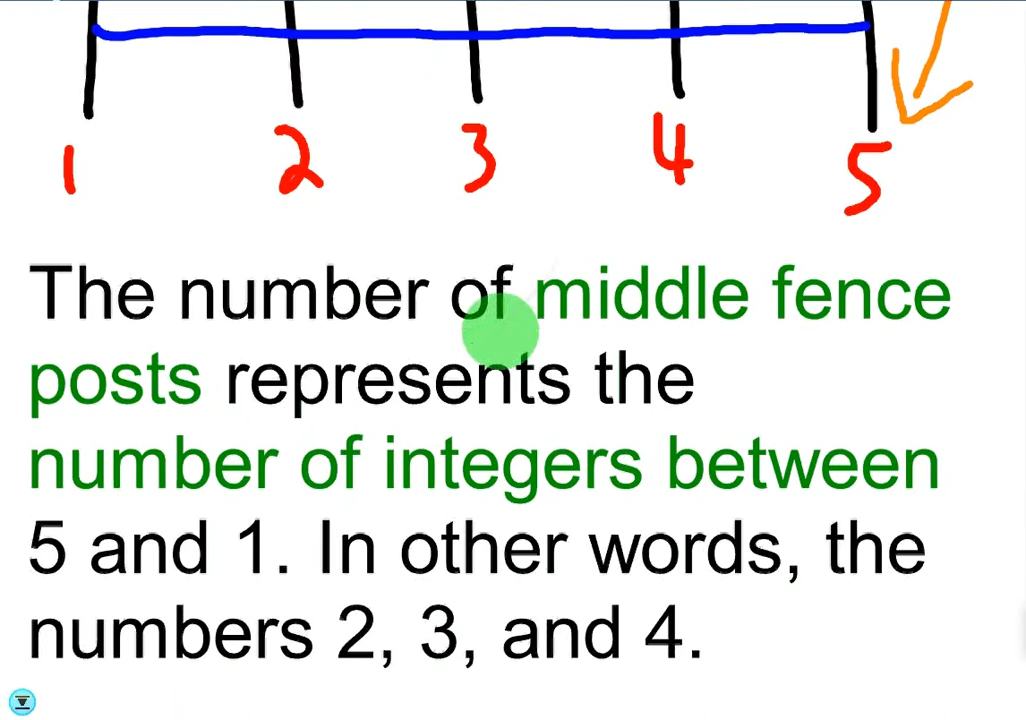 1 2 3 4 5
The number of middle fence
posts represents the
number of integers between
5 and 1. In other words, the
numbers 2, 3, and 4.